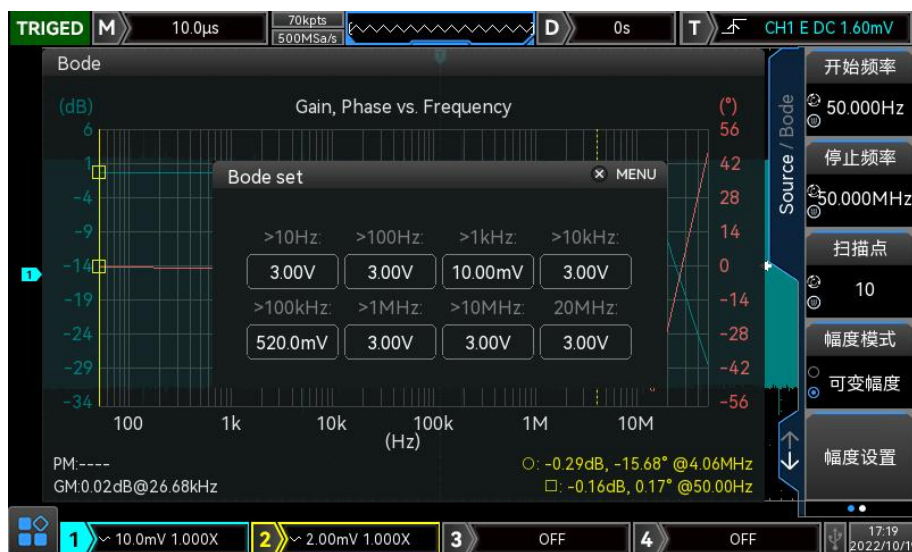 TRIGED M 10.0μs 70kpts 500MSa/s D 0s T CH1 E DC 1.60mV
Bode
(dB) Gain, Phase vs. Frequency (°)
6 56
1 42
-4 28
-9 14
-14 0
-19 -14
-24 -28
-29 -42
-34 -56
Bode set MENU
>10Hz: >100Hz: >1kHz: >10kHz:
3.00V 3.00V 10.00mV 3.00V
>100kHz: >1MHz: >10MHz: 20MHz:
520.0mV 3.00V 3.00V 3.00V
100 1k 10k 100k 1M 10M
(Hz)
PM:----
GM:0.02dB@26.68kHz
O: -0.29dB, -15.68° @4.06MHz
□: -0.16dB, 0.17° @50.00Hz
Source / Bode
开始频率
50.000Hz
停止频率
50.000MHz
扫描点
10
幅度模式
可变幅度
幅度设置
1
1 10.0mV 1.000X 2 2.00mV 1.000X 3 OFF 4 OFF
17:19